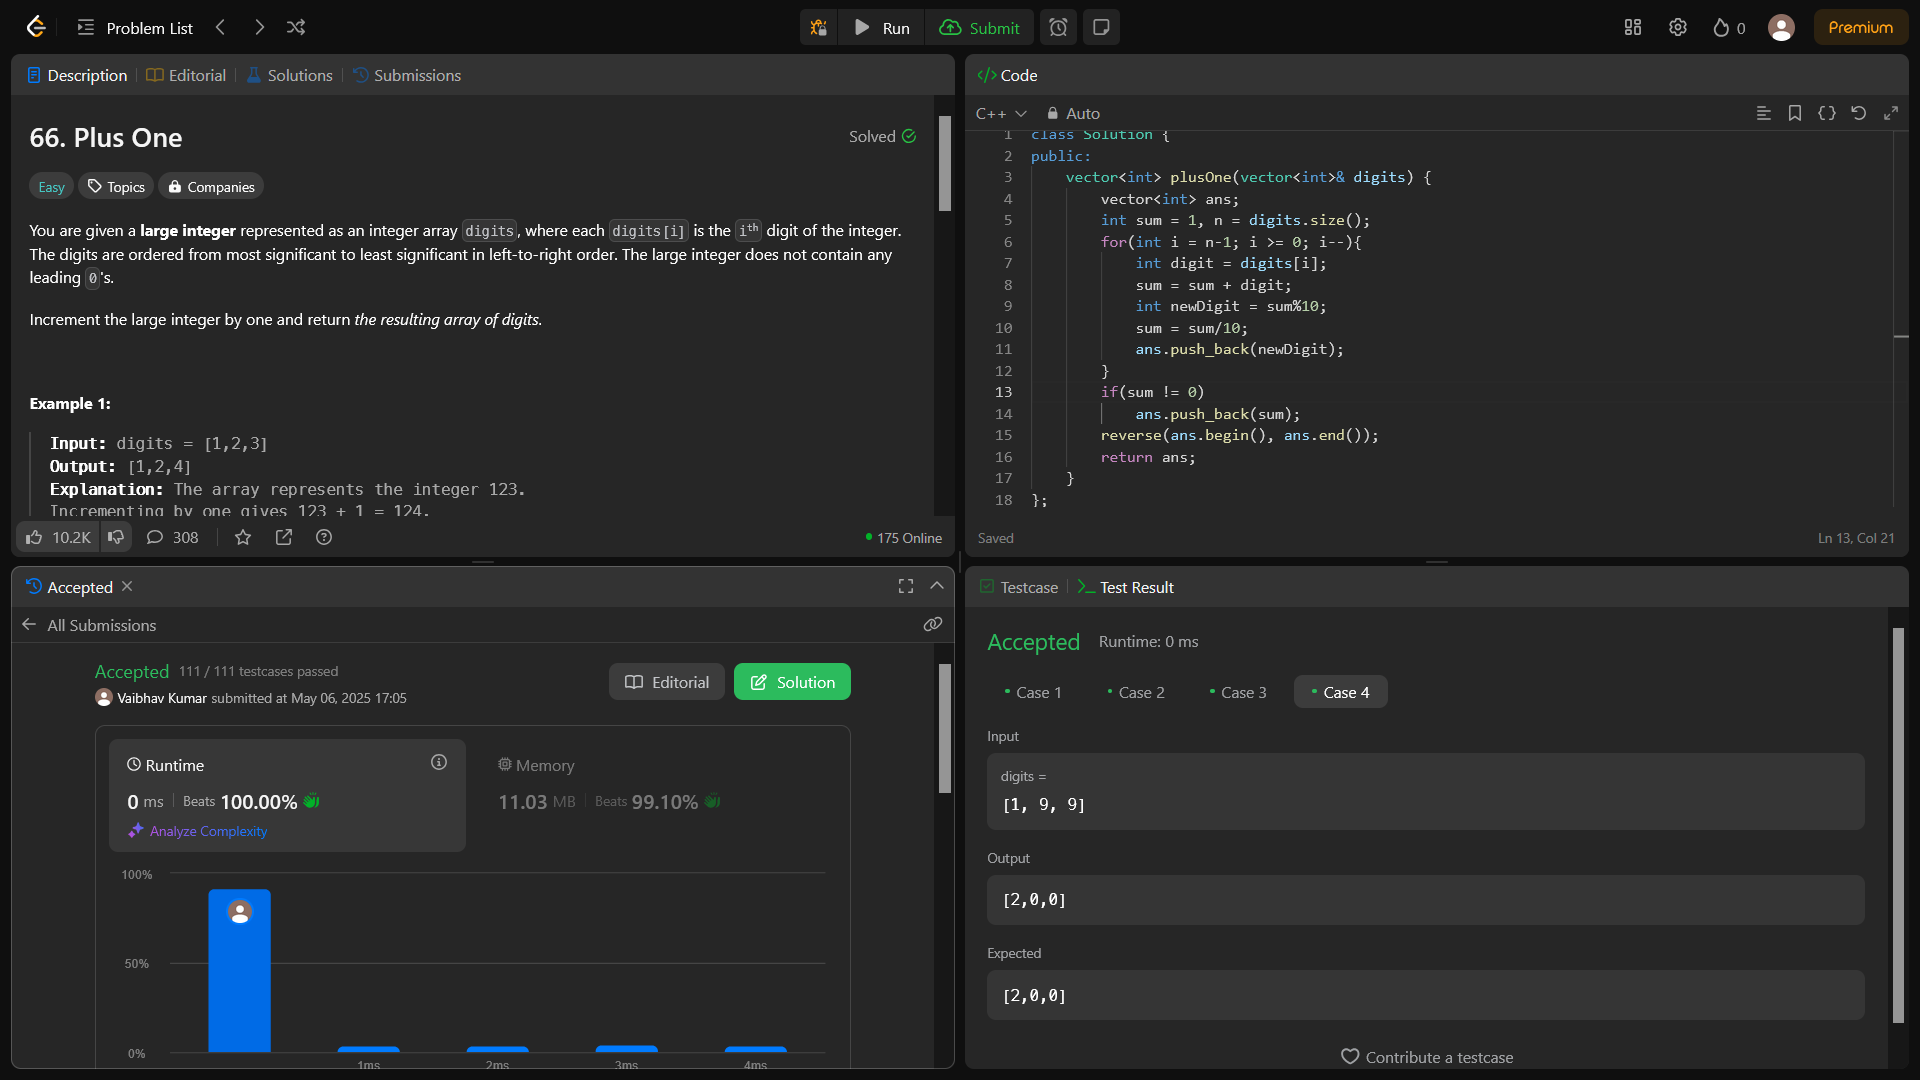 Problem List
Run
Submit
0
Premium
Description
Editorial
Solutions
Submissions
66. Plus One
Solved
Easy
Topics
Companies
You are given a large integer represented as an integer array digits, where each digits[i] is the ith digit of the integer.
The digits are ordered from most significant to least significant in left-to-right order. The large integer does not contain any
leading 0's.
Increment the large integer by one and return the resulting array of digits.
Example 1:
Input: digits = [1,2,3]
Output: [1,2,4]
Explanation: The array represents the integer 123.
Incrementing by one gives 123 + 1 = 124.
10.2K
308
175 Online
</> Code
C++
Auto
1 class Solution {
2 public:
3 vector<int> plusOne(vector<int>& digits) {
4 vector<int> ans;
5 int sum = 1, n = digits.size();
6 for(int i = n-1; i >= 0; i--){
7 int digit = digits[i];
8 sum = sum + digit;
9 int newDigit = sum%10;
10 sum = sum/10;
11 ans.push_back(newDigit);
12 }
13 if(sum != 0)
14 ans.push_back(sum);
15 reverse(ans.begin(), ans.end());
16 return ans;
17 }
18 };
Saved
Ln 13, Col 21
Accepted
All Submissions
Accepted 111 / 111 testcases passed
Vaibhav Kumar submitted at May 06, 2025 17:05
Editorial
Solution
Runtime
0 ms
Beats 100.00%
Analyze Complexity
Memory
11.03 MB
Beats 99.10%
100%
50%
0%
1ms
2ms
3ms
4ms
Testcase
Test Result
Accepted
Runtime: 0 ms
Case 1
Case 2
Case 3
Case 4
Input
digits =
[1, 9, 9]
Output
[2,0,0]
Expected
[2,0,0]
Contribute a testcase